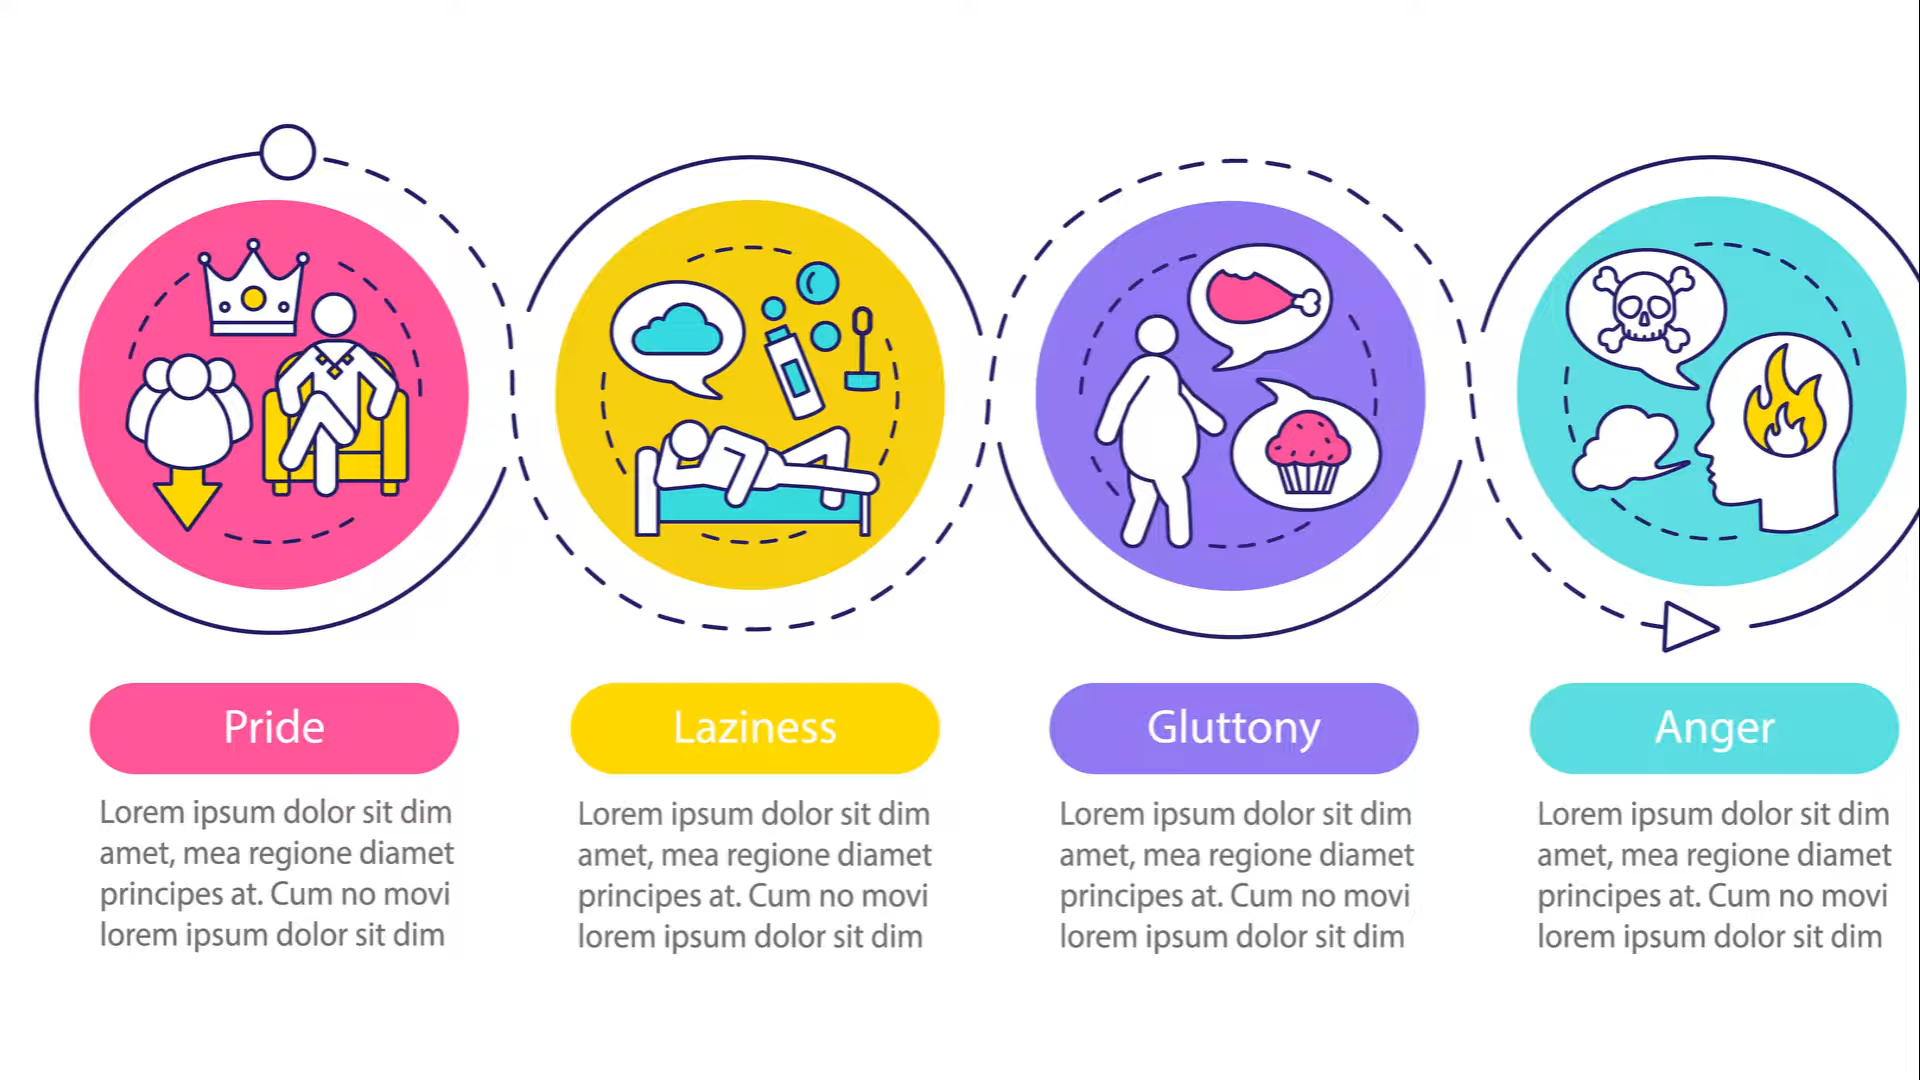 Pride
Lorem ipsum dolor sit dim
amet, mea regione diamet
principes at. Cum no movi
lorem ipsum dolor sit dim
Laziness
Lorem ipsum dolor sit dim
amet, mea regione diamet
principes at. Cum no movi
lorem ipsum dolor sit dim
Gluttony
Lorem ipsum dolor sit dim
amet, mea regione diamet
principes at. Cum no movi
lorem ipsum dolor sit dim
Anger
Lorem ipsum dolor sit dim
amet, mea regione diamet
principes at. Cum no movi
lorem ipsum dolor sit dim